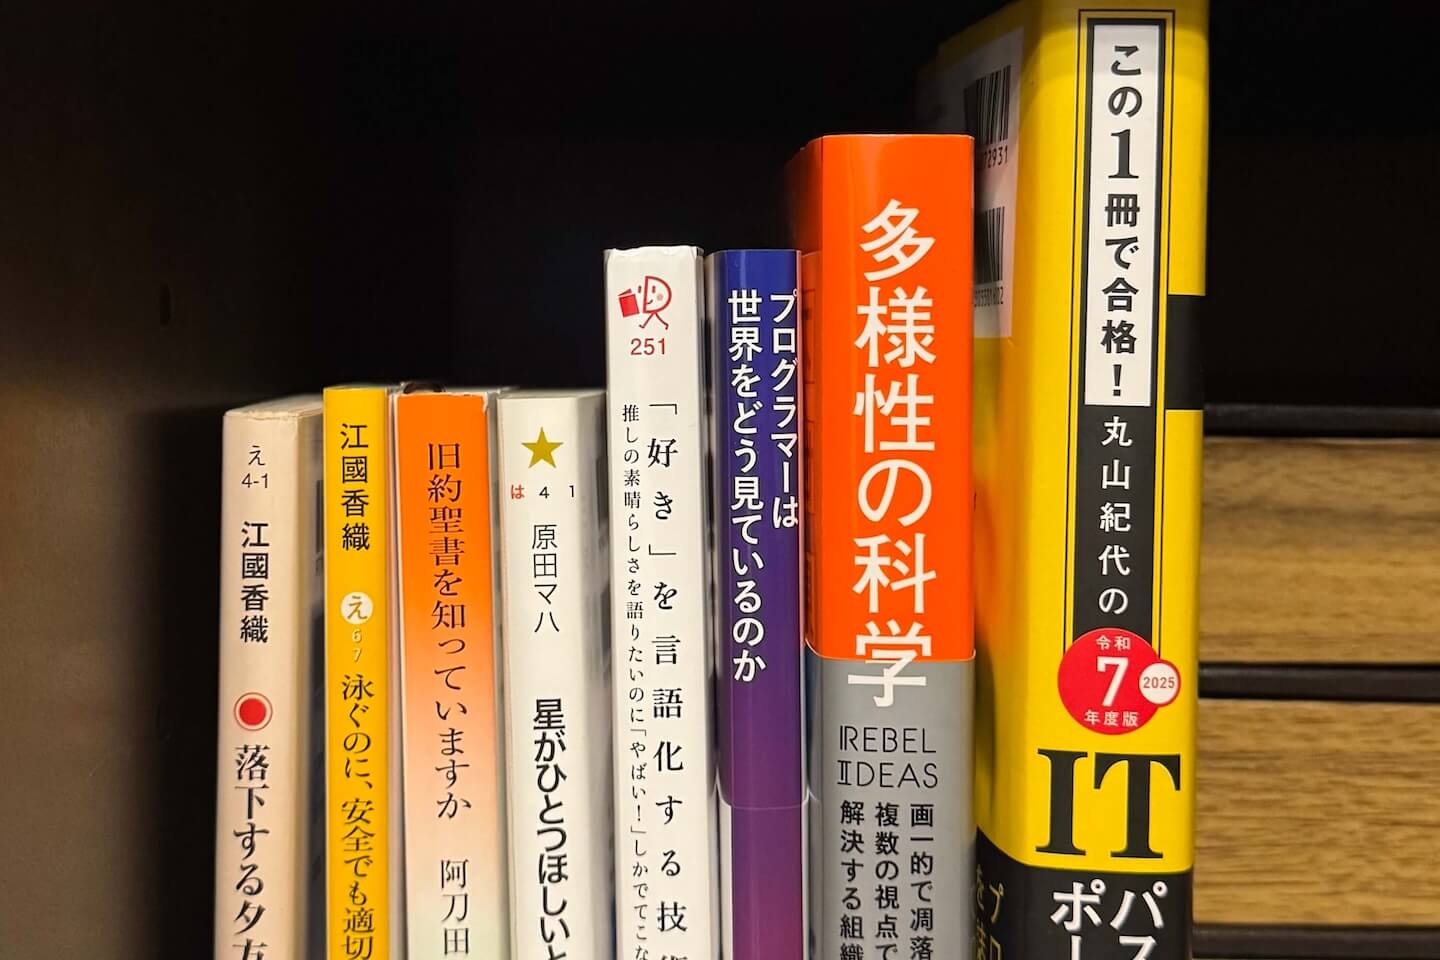 え
4-1
江國香織
落下する夕方
江國香織
え
6
7
泳ぐのに、安全でも適切
旧約聖書を知っていますか
阿刀田
は 4 1
原田マハ
星がひとつほしいと
251
「好き」を言語化する技術
推しの素晴らしさを語りたいのに「やばい!」しかでてこな
プログラマーは
世界をどう見ているのか
多様性の科学
REBEL
IDEAS
画一的で凋落
複数の視点で
解決する組織
この1冊で合格!
丸山紀代の
令和
7
年度版
2025
IT
パス
ポー